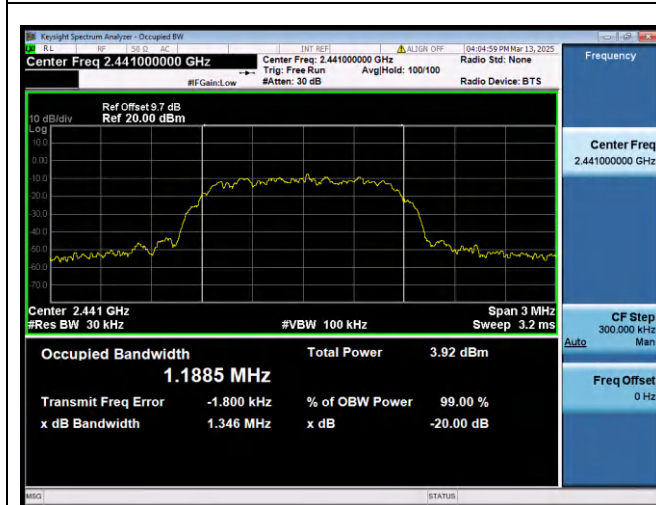 Keysight Spectrum Analyzer - Occupied BW
RL RF 50 Ω AC INT REF ALIGN OFF 04:04:59 PM Mar 13, 2025
Center Freq 2.441000000 GHz Center Freq: 2.441000000 GHz Radio Std: None
Trig: Free Run Avg|Hold: 100/100
#IFGain:Low #Atten: 30 dB Radio Device: BTS
Frequency
Ref Offset 9.7 dB
10 dB/div Ref 20.00 dBm
Log
10.0
0.00
-10.0
-20.0
-30.0
-40.0
-50.0
-60.0
-70.0
Center 2.441 GHz Span 3 MHz
#Res BW 30 kHz #VBW 100 kHz Sweep 3.2 ms
Occupied Bandwidth Total Power 3.92 dBm
1.1885 MHz
Transmit Freq Error -1.800 kHz % of OBW Power 99.00 %
x dB Bandwidth 1.346 MHz x dB -20.00 dB
Center Freq
2.441000000 GHz
CF Step
300.000 kHz
Auto Man
Freq Offset
0 Hz
MSG STATUS